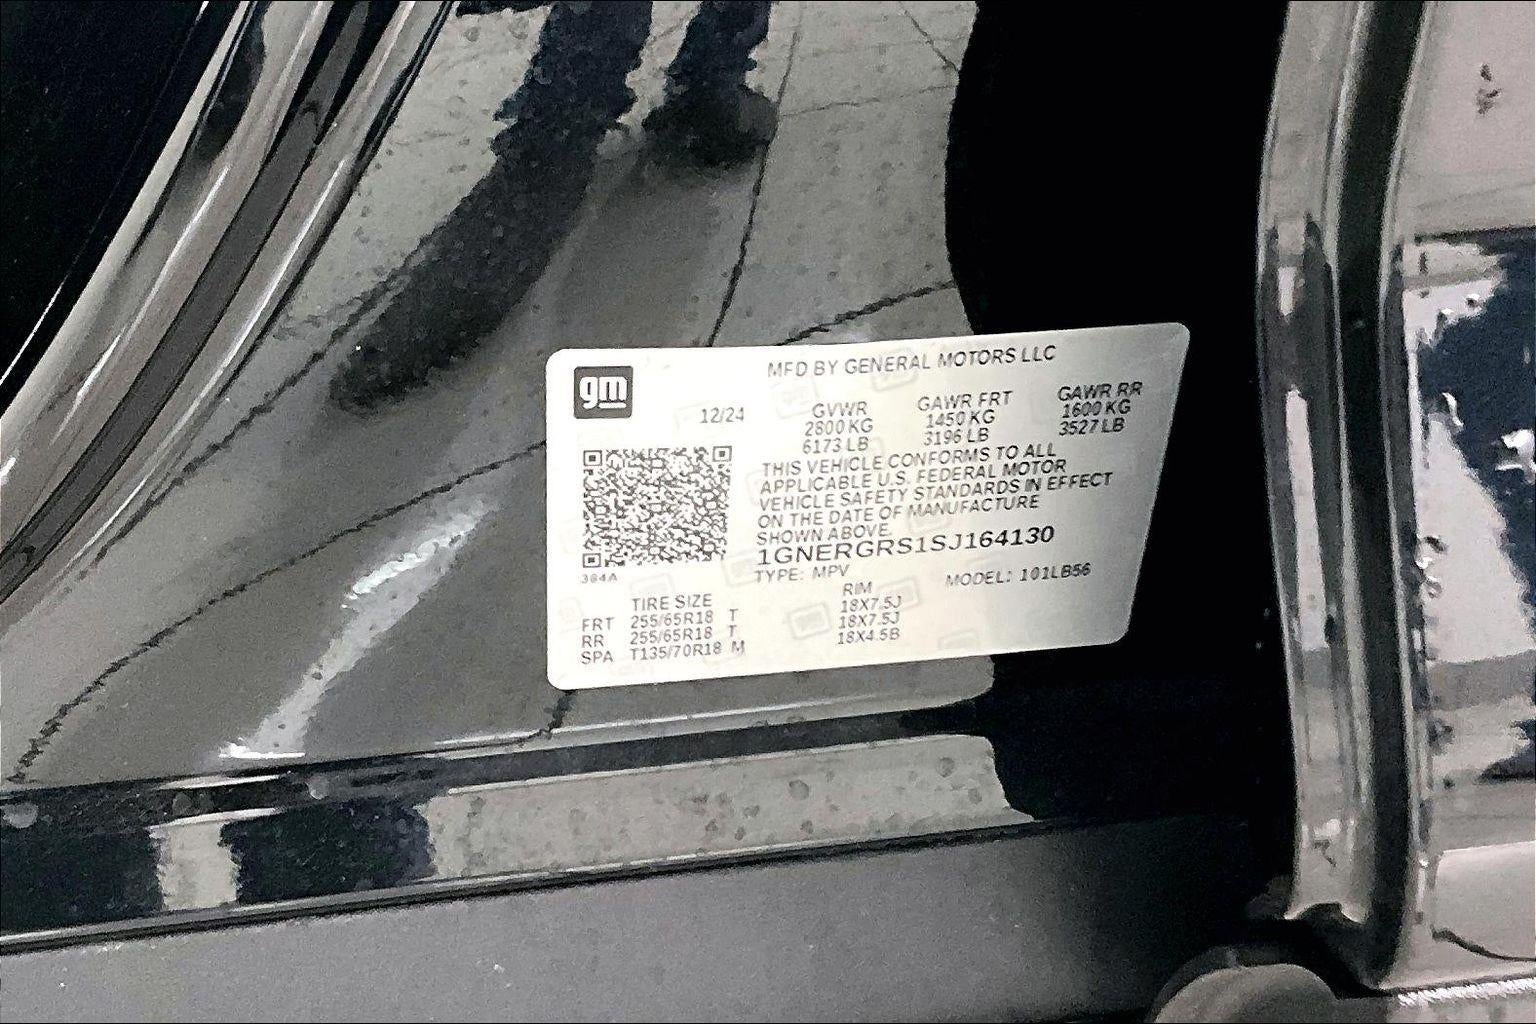 gm
MFD BY GENERAL MOTORS LLC
12/24
GVWR GAWR FRT GAWR RR
2800 KG 1450 KG 1600 KG
6173 LB 3196 LB 3527 LB
THIS VEHICLE CONFORMS TO ALL
APPLICABLE U.S. FEDERAL MOTOR
VEHICLE SAFETY STANDARDS IN EFFECT
ON THE DATE OF MANUFACTURE
SHOWN ABOVE
1GNERGRS1SJ164130
384A
TYPE: MPV MODEL: 101LB56
TIRE SIZE RIM
FRT 255/65R18 T 18X7.5J
RR 255/65R18 T 18X7.5J
SPA T135/70R18 M 18X4.5B